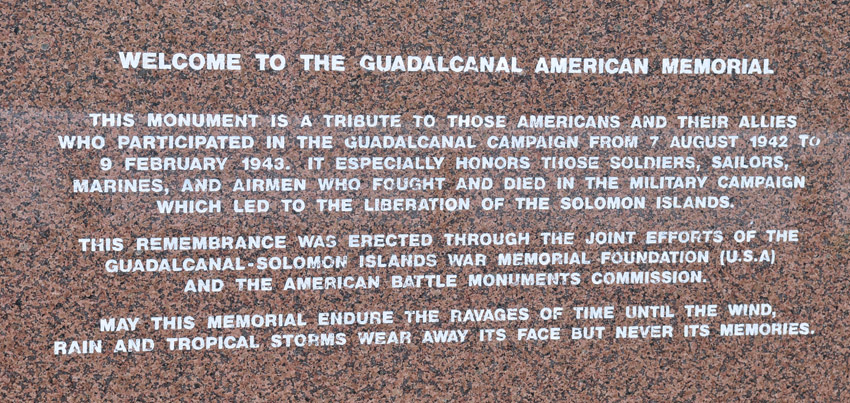 WELCOME TO THE GUADALCANAL AMERICAN MEMORIAL
THIS MONUMENT IS A TRIBUTE TO THOSE AMERICANS AND THEIR ALLIES
WHO PARTICIPATED IN THE GUADALCANAL CAMPAIGN FROM 7 AUGUST 1942 TO
9 FEBRUARY 1943. IT ESPECIALLY HONORS THOSE SOLDIERS, SAILORS,
MARINES, AND AIRMEN WHO FOUGHT AND DIED IN THE MILITARY CAMPAIGN
WHICH LED TO THE LIBERATION OF THE SOLOMON ISLANDS.
THIS REMEMBRANCE WAS ERECTED THROUGH THE JOINT EFFORTS OF THE
GUADALCANAL-SOLOMON ISLANDS WAR MEMORIAL FOUNDATION (U.S.A)
AND THE AMERICAN BATTLE MONUMENTS COMMISSION.
MAY THIS MEMORIAL ENDURE THE RAVAGES OF TIME UNTIL THE WIND,
RAIN AND TROPICAL STORMS WEAR AWAY ITS FACE BUT NEVER ITS MEMORIES.